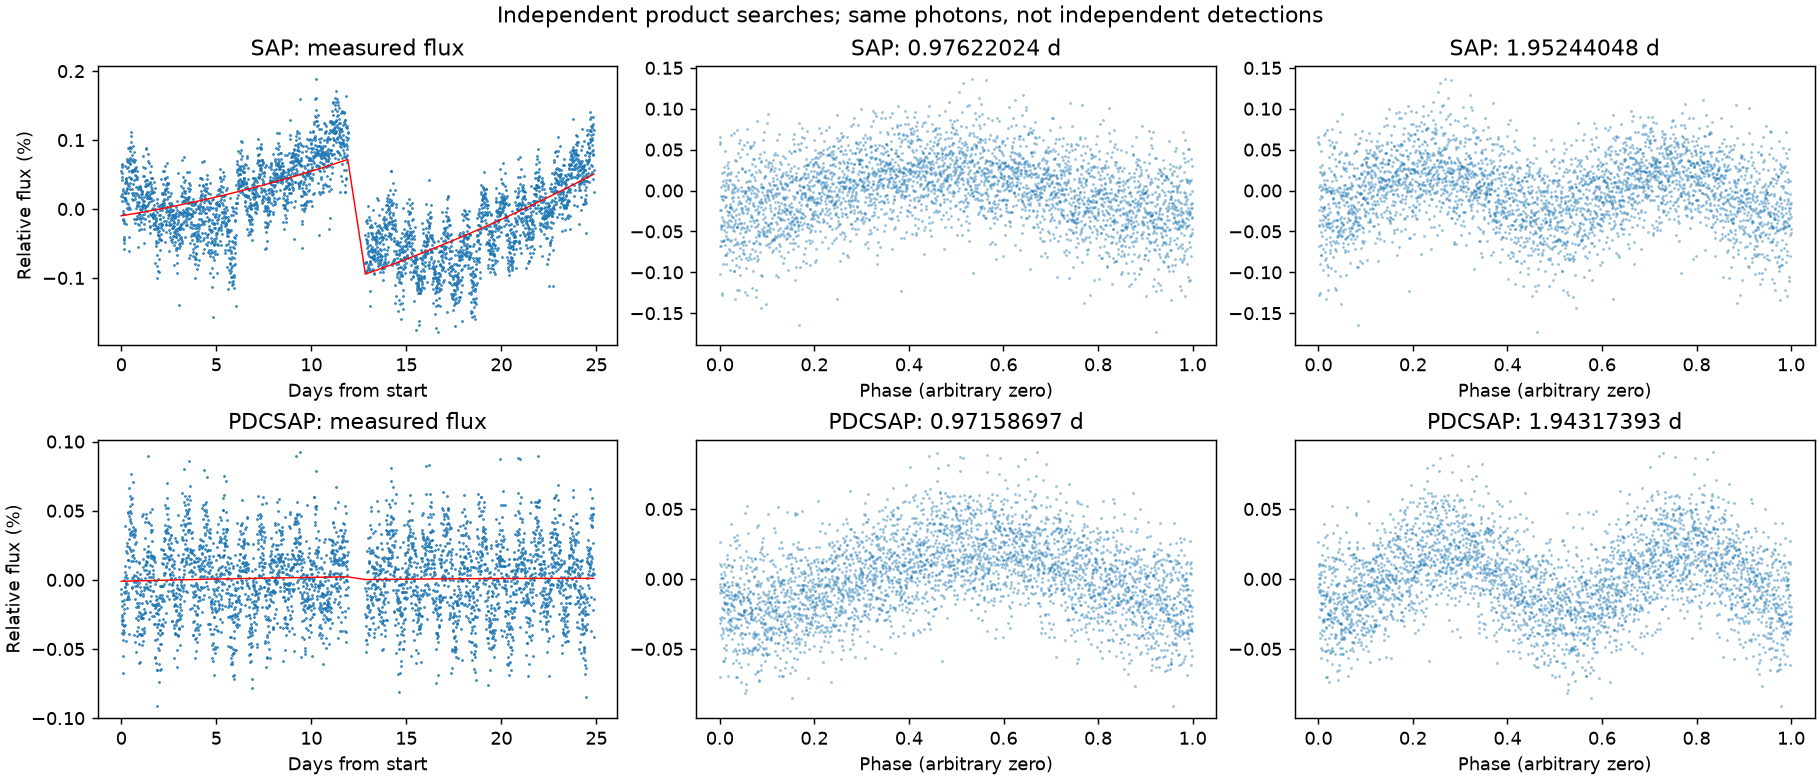 Independent product searches; same photons, not independent detections
SAP: measured flux
SAP: 0.97622024 d
SAP: 1.95244048 d
Relative flux (%)
0.2
0.1
0.0
−0.1
0 5 10 15 20 25
Days from start
0.15
0.10
0.05
0.00
−0.05
−0.10
−0.15
0.0 0.2 0.4 0.6 0.8 1.0
Phase (arbitrary zero)
0.15
0.10
0.05
0.00
−0.05
−0.10
−0.15
0.0 0.2 0.4 0.6 0.8 1.0
Phase (arbitrary zero)
PDCSAP: measured flux
PDCSAP: 0.97158697 d
PDCSAP: 1.94317393 d
Relative flux (%)
0.10
0.05
0.00
−0.05
−0.10
0 5 10 15 20 25
Days from start
0.05
0.00
−0.05
0.0 0.2 0.4 0.6 0.8 1.0
Phase (arbitrary zero)
0.05
0.00
−0.05
0.0 0.2 0.4 0.6 0.8 1.0
Phase (arbitrary zero)